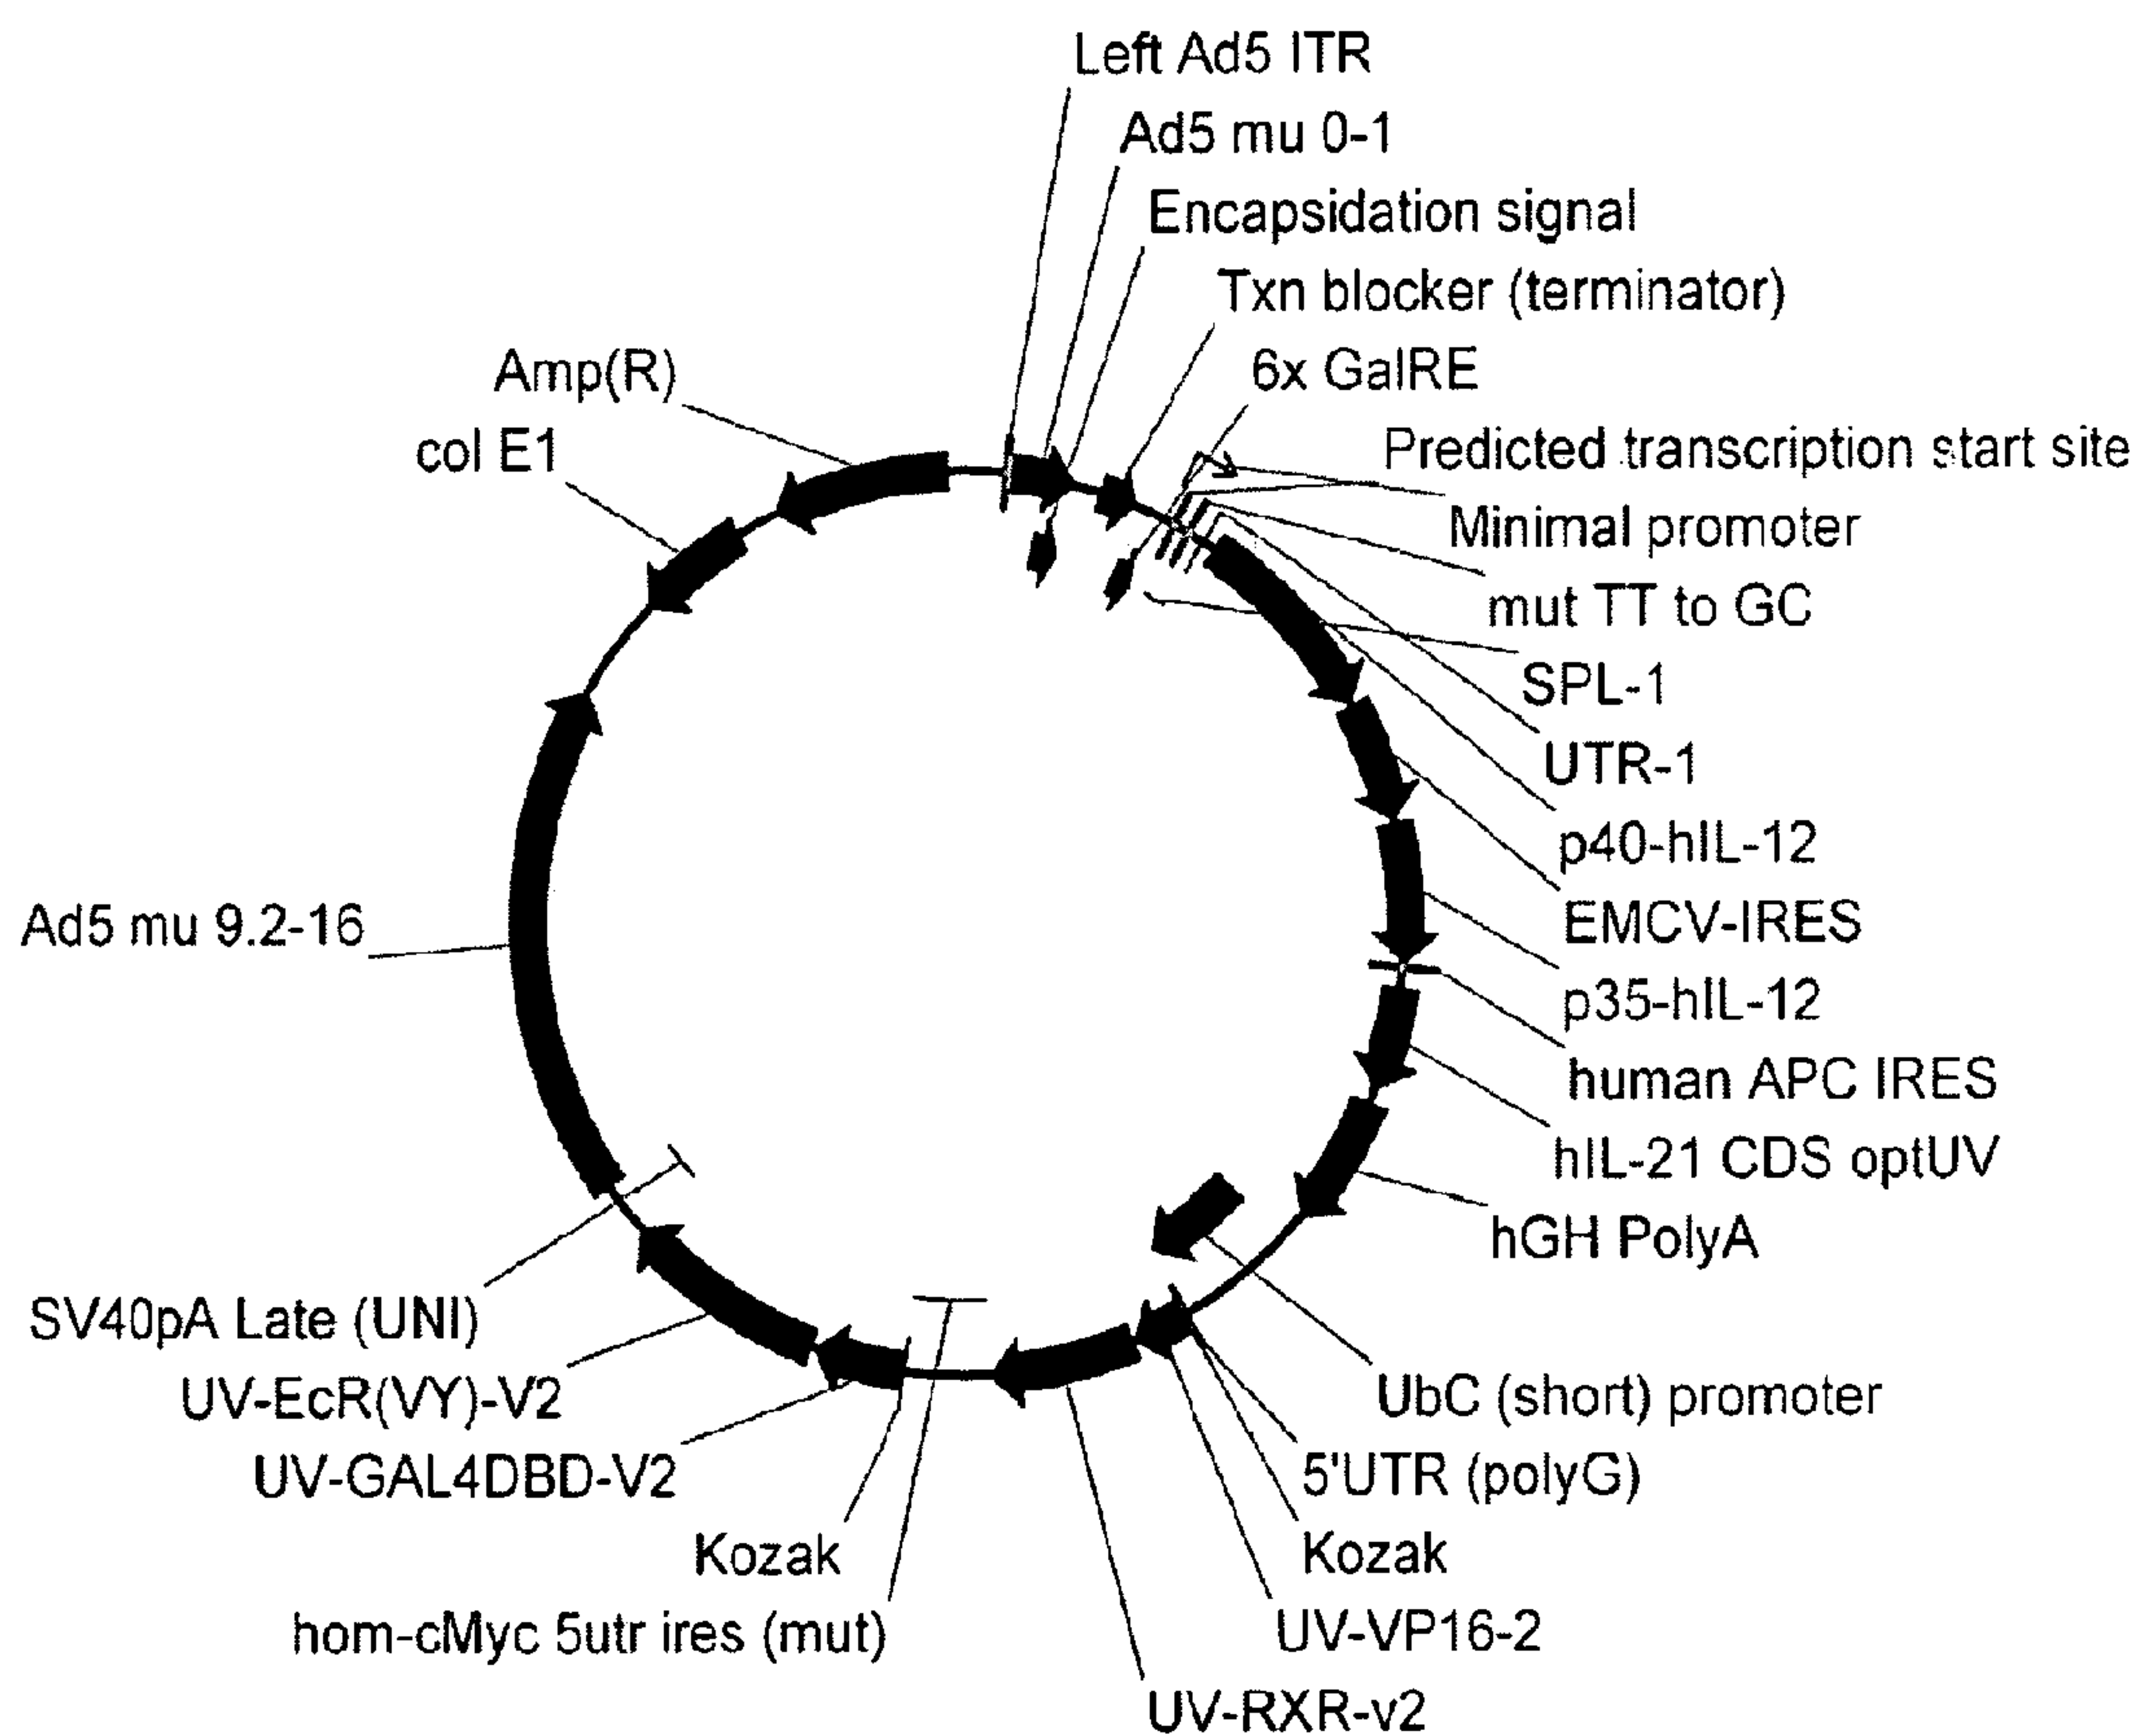 Left Ad5 ITR
Ad5 mu 0-1
Encapsidation signal
Txn blocker (terminator)
6x GalRE
Predicted transcription start site
Minimal promoter
mut TT to GC
SPL-1
UTR-1
p40-hIL-12
EMCV-IRES
p35-hIL-12
human APC IRES
hIL-21 CDS optUV
hGH PolyA
UbC (short) promoter
5'UTR (polyG)
Kozak
UV-VP16-2
UV-RXR-v2
hom-cMyc 5utr ires (mut)
Kozak
UV-GAL4DBD-V2
UV-EcR(VY)-V2
SV40pA Late (UNI)
Ad5 mu 9.2-16
col E1
Amp(R)